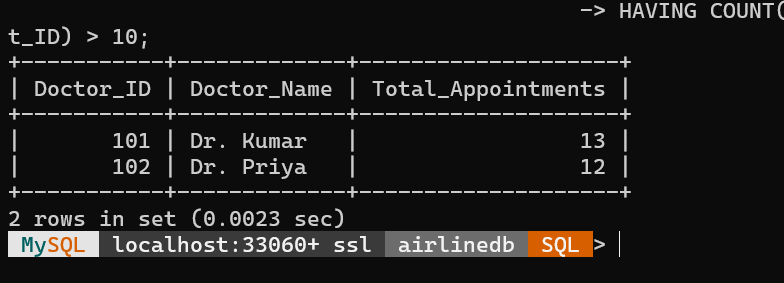 -> HAVING COUNT(
t_ID) > 10;
+-----------+-------------+--------------------+
| Doctor_ID | Doctor_Name | Total_Appointments |
+-----------+-------------+--------------------+
|       101 | Dr. Kumar   |                 13 |
|       102 | Dr. Priya   |                 12 |
+-----------+-------------+--------------------+
2 rows in set (0.0023 sec)
MySQL localhost:33060+ ssl airlinedb SQL >